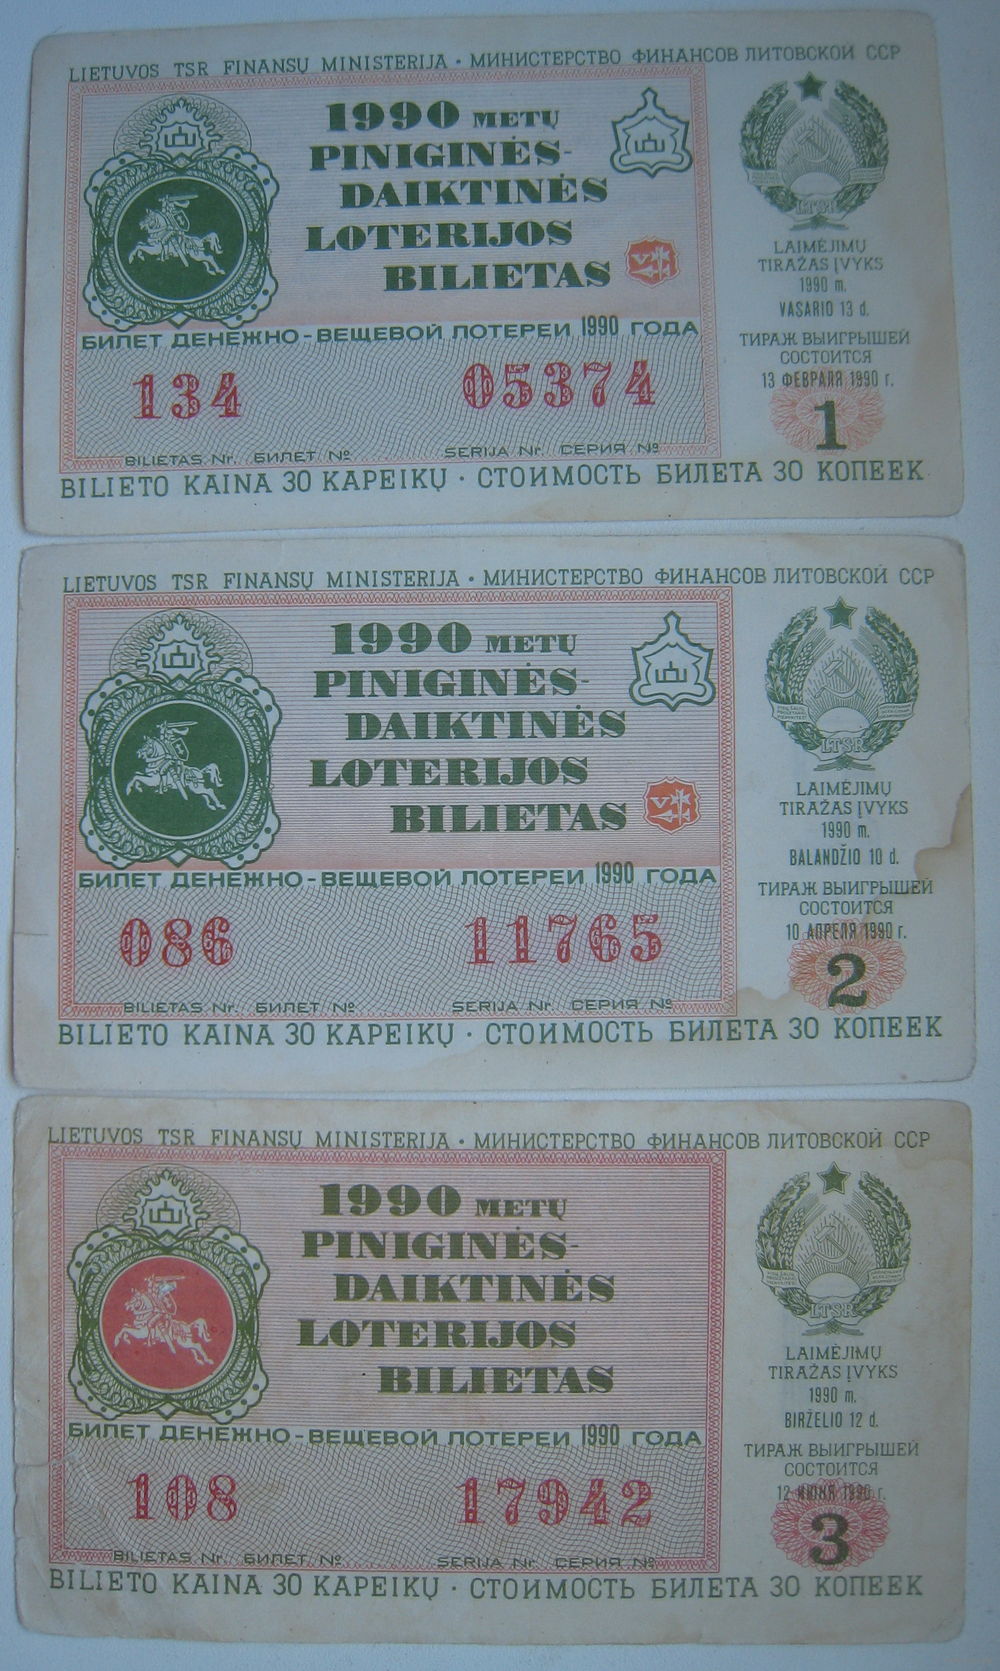 LIETUVOS TSR FINANSŲ MINISTERIJA · МИНИСТЕРСТВО ФИНАНСОВ ЛИТОВСКОЙ ССР
1990 METŲ
PINIGINĖS-
DAIKTINĖS
LOTERIJOS
BILIETAS
БИЛЕТ ДЕНЕЖНО-ВЕЩЕВОЙ ЛОТЕРЕИ 1990 ГОДА
134 05374
BILIETAS Nr. БИЛЕТ № SERIJA Nr. СЕРИЯ №
BILIETO KAINA 30 KAPEIKŲ · СТОИМОСТЬ БИЛЕТА 30 КОПЕЕК
LTSR
LAIMĖJIMŲ
TIRAŽAS ĮVYKS
1990 m.
VASARIO 13 d.
ТИРАЖ ВЫИГРЫШЕЙ
СОСТОИТСЯ
13 ФЕВРАЛЯ 1990 г.
1
LIETUVOS TSR FINANSŲ MINISTERIJA · МИНИСТЕРСТВО ФИНАНСОВ ЛИТОВСКОЙ ССР
1990 METŲ
PINIGINĖS-
DAIKTINĖS
LOTERIJOS
BILIETAS
БИЛЕТ ДЕНЕЖНО-ВЕЩЕВОЙ ЛОТЕРЕИ 1990 ГОДА
086 11765
BILIETAS Nr. БИЛЕТ № SERIJA Nr. СЕРИЯ №
BILIETO KAINA 30 KAPEIKŲ · СТОИМОСТЬ БИЛЕТА 30 КОПЕЕК
LTSR
LAIMĖJIMŲ
TIRAŽAS ĮVYKS
1990 m.
BALANDŽIO 10 d.
ТИРАЖ ВЫИГРЫШЕЙ
СОСТОИТСЯ
10 АПРЕЛЯ 1990 г.
2
LIETUVOS TSR FINANSŲ MINISTERIJA · МИНИСТЕРСТВО ФИНАНСОВ ЛИТОВСКОЙ ССР
1990 METŲ
PINIGINĖS-
DAIKTINĖS
LOTERIJOS
BILIETAS
БИЛЕТ ДЕНЕЖНО-ВЕЩЕВОЙ ЛОТЕРЕИ 1990 ГОДА
108 17942
BILIETAS Nr. БИЛЕТ № SERIJA Nr. СЕРИЯ №
BILIETO KAINA 30 KAPEIKŲ · СТОИМОСТЬ БИЛЕТА 30 КОПЕЕК
LTSR
LAIMĖJIMŲ
TIRAŽAS ĮVYKS
1990 m.
BIRŽELIO 12 d.
ТИРАЖ ВЫИГРЫШЕЙ
СОСТОИТСЯ
12 ИЮНЯ 1990 г.
3